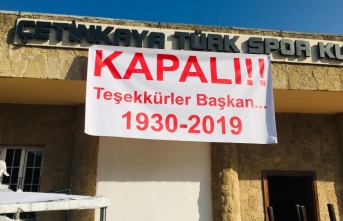 ÇETİNKAYA TÜRK SPOR KU
KAPALI!!
Teşekkürler Başkan...
1930-2019